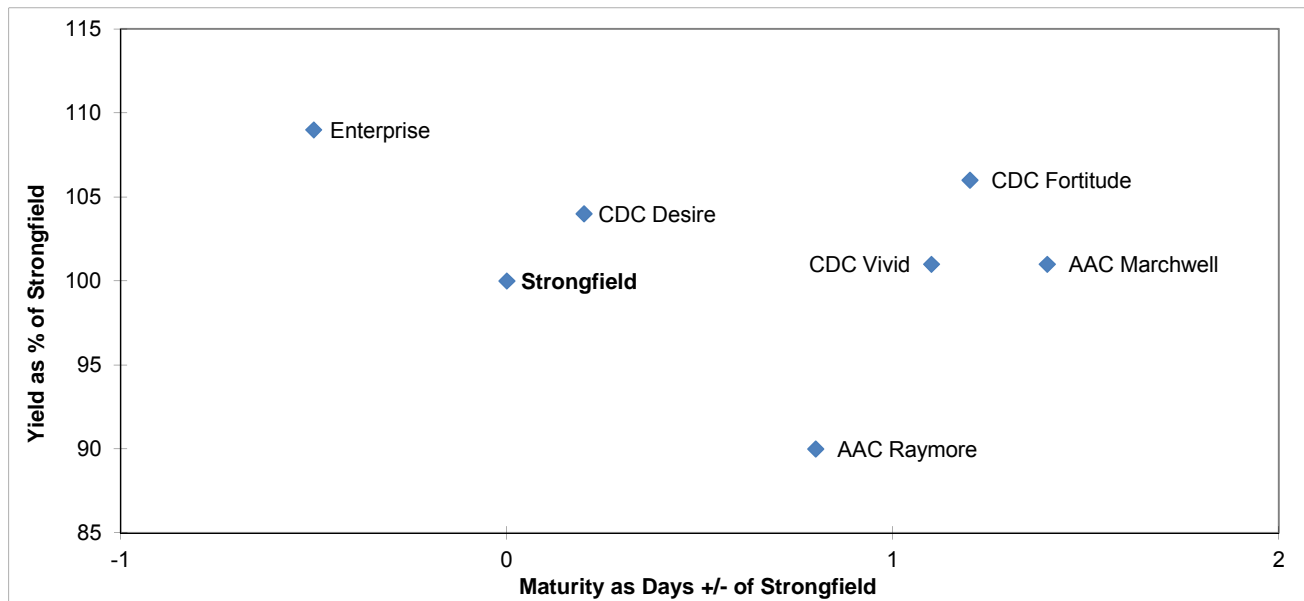 115
110
105
100
95
90
85
Yield as % of Strongfield
Enterprise
CDC Fortitude
CDC Desire
CDC Vivid
AAC Marchwell
Strongfield
AAC Raymore
-1
0
1
2
Maturity as Days +/- of Strongfield